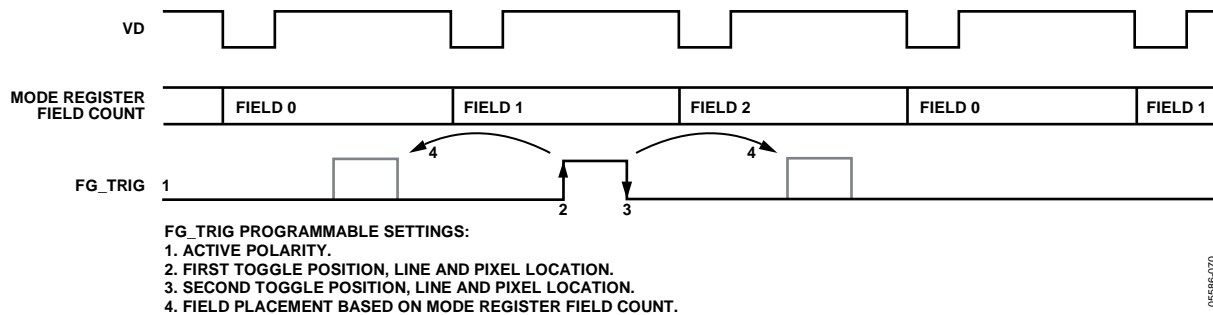 VD
MODE REGISTER
FIELD COUNT
FIELD 0
FIELD 1
FIELD 2
FIELD 0
FIELD 1
4
4
FG_TRIG
1
2
3
FG_TRIG PROGRAMMABLE SETTINGS:
1. ACTIVE POLARITY.
2. FIRST TOGGLE POSITION, LINE AND PIXEL LOCATION.
3. SECOND TOGGLE POSITION, LINE AND PIXEL LOCATION.
4. FIELD PLACEMENT BASED ON MODE REGISTER FIELD COUNT.
05586-070